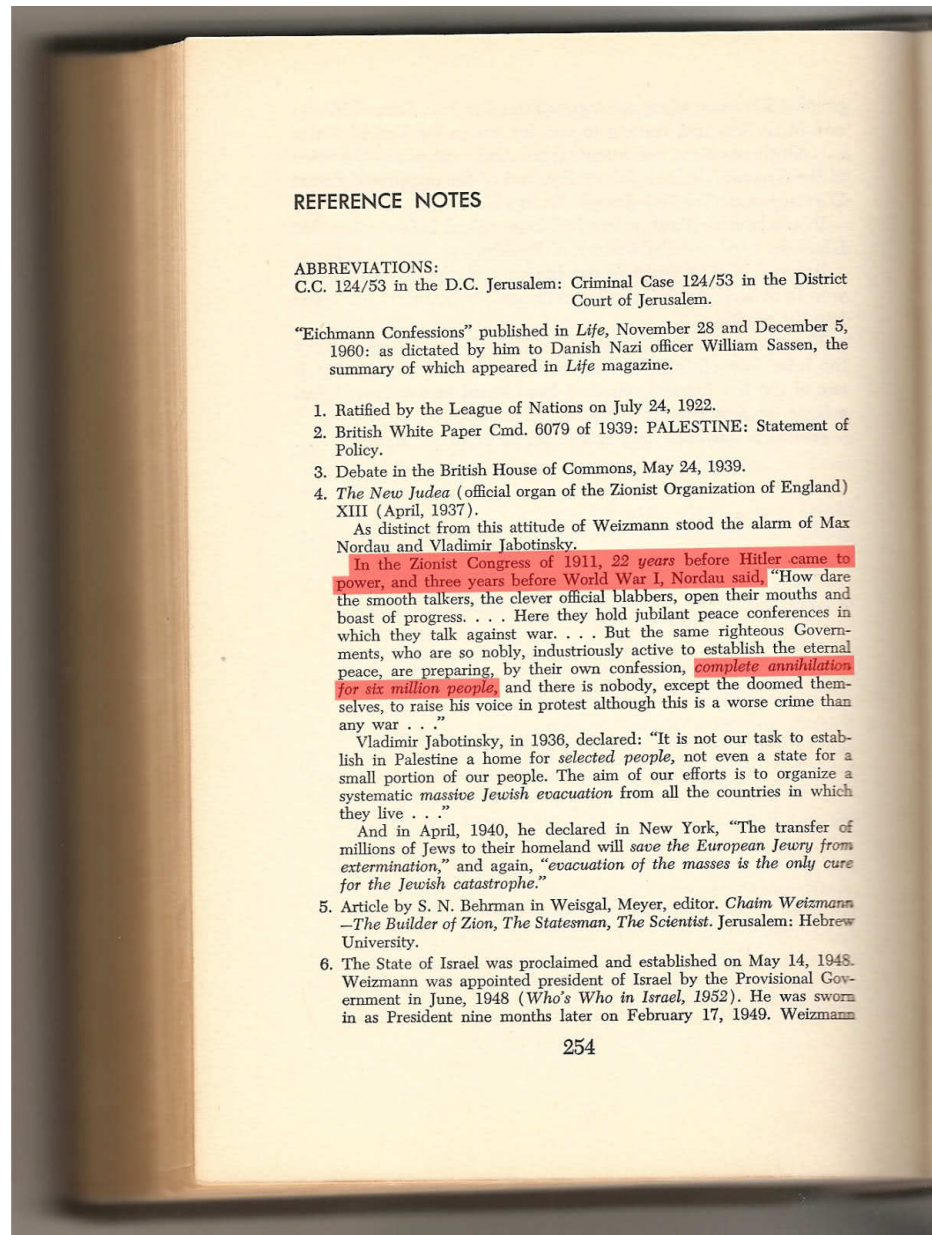 REFERENCE NOTES
ABBREVIATIONS:
C.C. 124/53 in the D.C. Jerusalem: Criminal Case 124/53 in the District
Court of Jerusalem.
“Eichmann Confessions” published in Life, November 28 and December 5,
1960: as dictated by him to Danish Nazi officer William Sassen, the
summary of which appeared in Life magazine.
1. Ratified by the League of Nations on July 24, 1922.
2. British White Paper Cmd. 6079 of 1939: PALESTINE: Statement of
Policy.
3. Debate in the British House of Commons, May 24, 1939.
4. The New Judea (official organ of the Zionist Organization of England)
XIII (April, 1937).
As distinct from this attitude of Weizmann stood the alarm of Max
Nordau and Vladimir Jabotinsky.
In the Zionist Congress of 1911, 22 years before Hitler came to
power, and three years before World War I, Nordau said, “How dare
the smooth talkers, the clever official blabbers, open their mouths and
boast of progress. . . . Here they hold jubilant peace conferences in
which they talk against war. . . . But the same righteous Govern-
ments, who are so nobly, industriously active to establish the eternal
peace, are preparing, by their own confession, complete annihilation
for six million people, and there is nobody, except the doomed them-
selves, to raise his voice in protest although this is a worse crime than
any war . . .”
Vladimir Jabotinsky, in 1936, declared: “It is not our task to estab-
lish in Palestine a home for selected people, not even a state for a
small portion of our people. The aim of our efforts is to organize a
systematic massive Jewish evacuation from all the countries in which
they live . . .”
And in April, 1940, he declared in New York, “The transfer of
millions of Jews to their homeland will save the European Jewry from
extermination,” and again, “evacuation of the masses is the only cure
for the Jewish catastrophe.”
5. Article by S. N. Behrman in Weisgal, Meyer, editor. Chaim Weizmann
—The Builder of Zion, The Statesman, The Scientist. Jerusalem: Hebrew
University.
6. The State of Israel was proclaimed and established on May 14, 1948.
Weizmann was appointed president of Israel by the Provisional Gov-
ernment in June, 1948 (Who’s Who in Israel, 1952). He was sworn
in as President nine months later on February 17, 1949. Weizmann
254